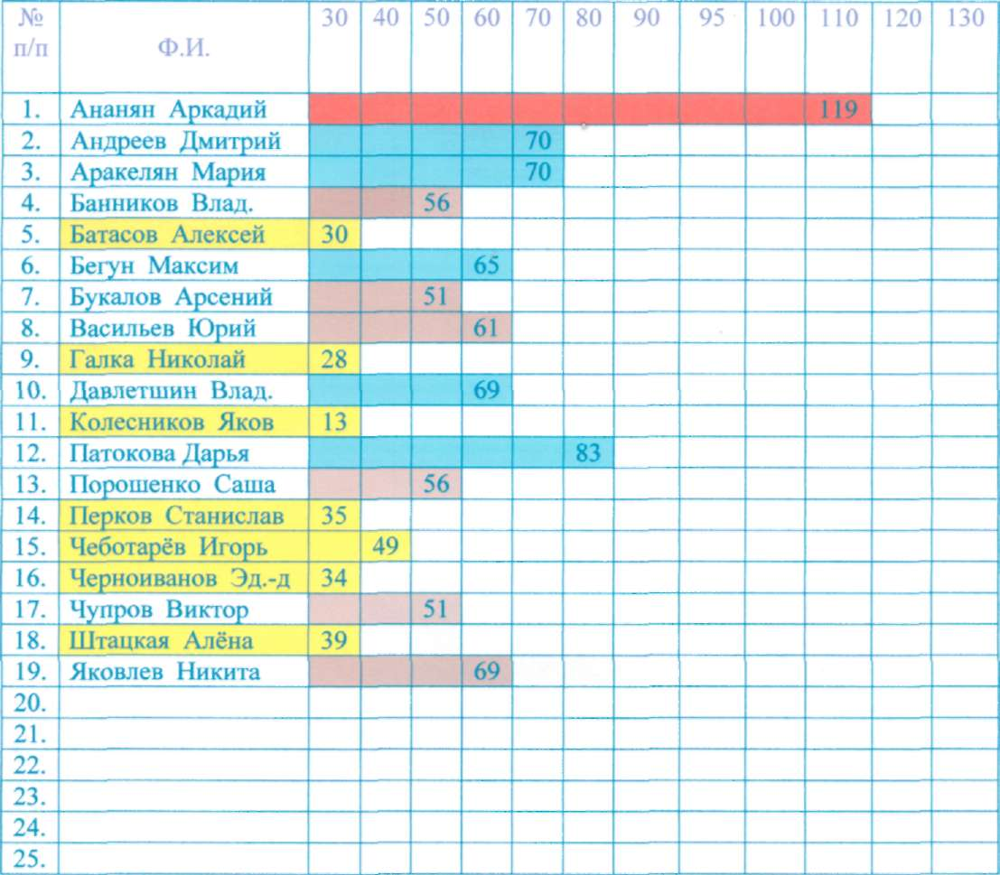 № п/п Ф.И. 30 40 50 60 70 80 90 95 100 110 120 130
1. Ананян Аркадий 119
2. Андреев Дмитрий 70
3. Аракелян Мария 70
4. Банников Влад. 56
5. Батасов Алексей 30
6. Бегун Максим 65
7. Букалов Арсений 51
8. Васильев Юрий 61
9. Галка Николай 28
10. Давлетшин Влад. 69
11. Колесников Яков 13
12. Патокова Дарья 83
13. Порошенко Саша 56
14. Перков Станислав 35
15. Чеботарёв Игорь 49
16. Черноиванов Эд.-д 34
17. Чупров Виктор 51
18. Штацкая Алёна 39
19. Яковлев Никита 69
20.
21.
22.
23.
24.
25.